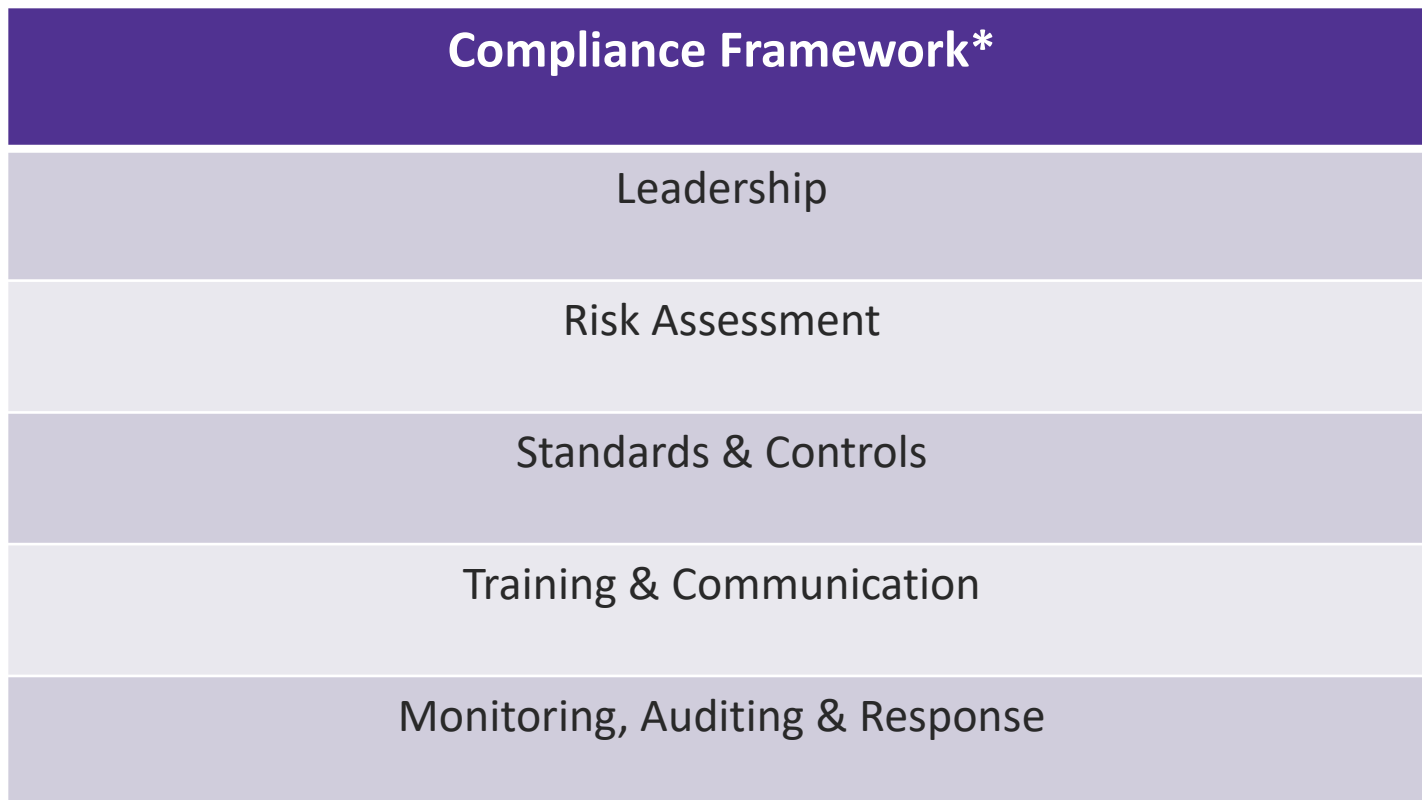 Compliance Framework*
Leadership
Risk Assessment
Standards & Controls
Training & Communication
Monitoring, Auditing & Response